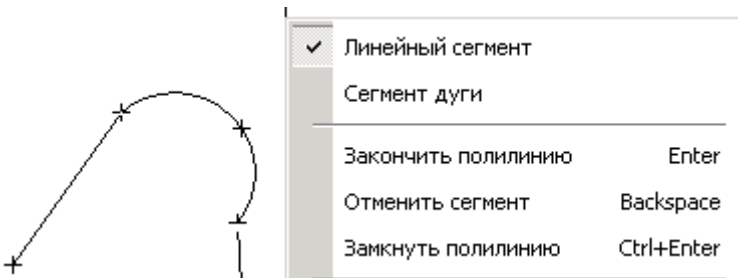 Линейный сегмент
Сегмент дуги
Закончить полилинию Enter
Отменить сегмент Backspace
Замкнуть полилинию Ctrl+Enter